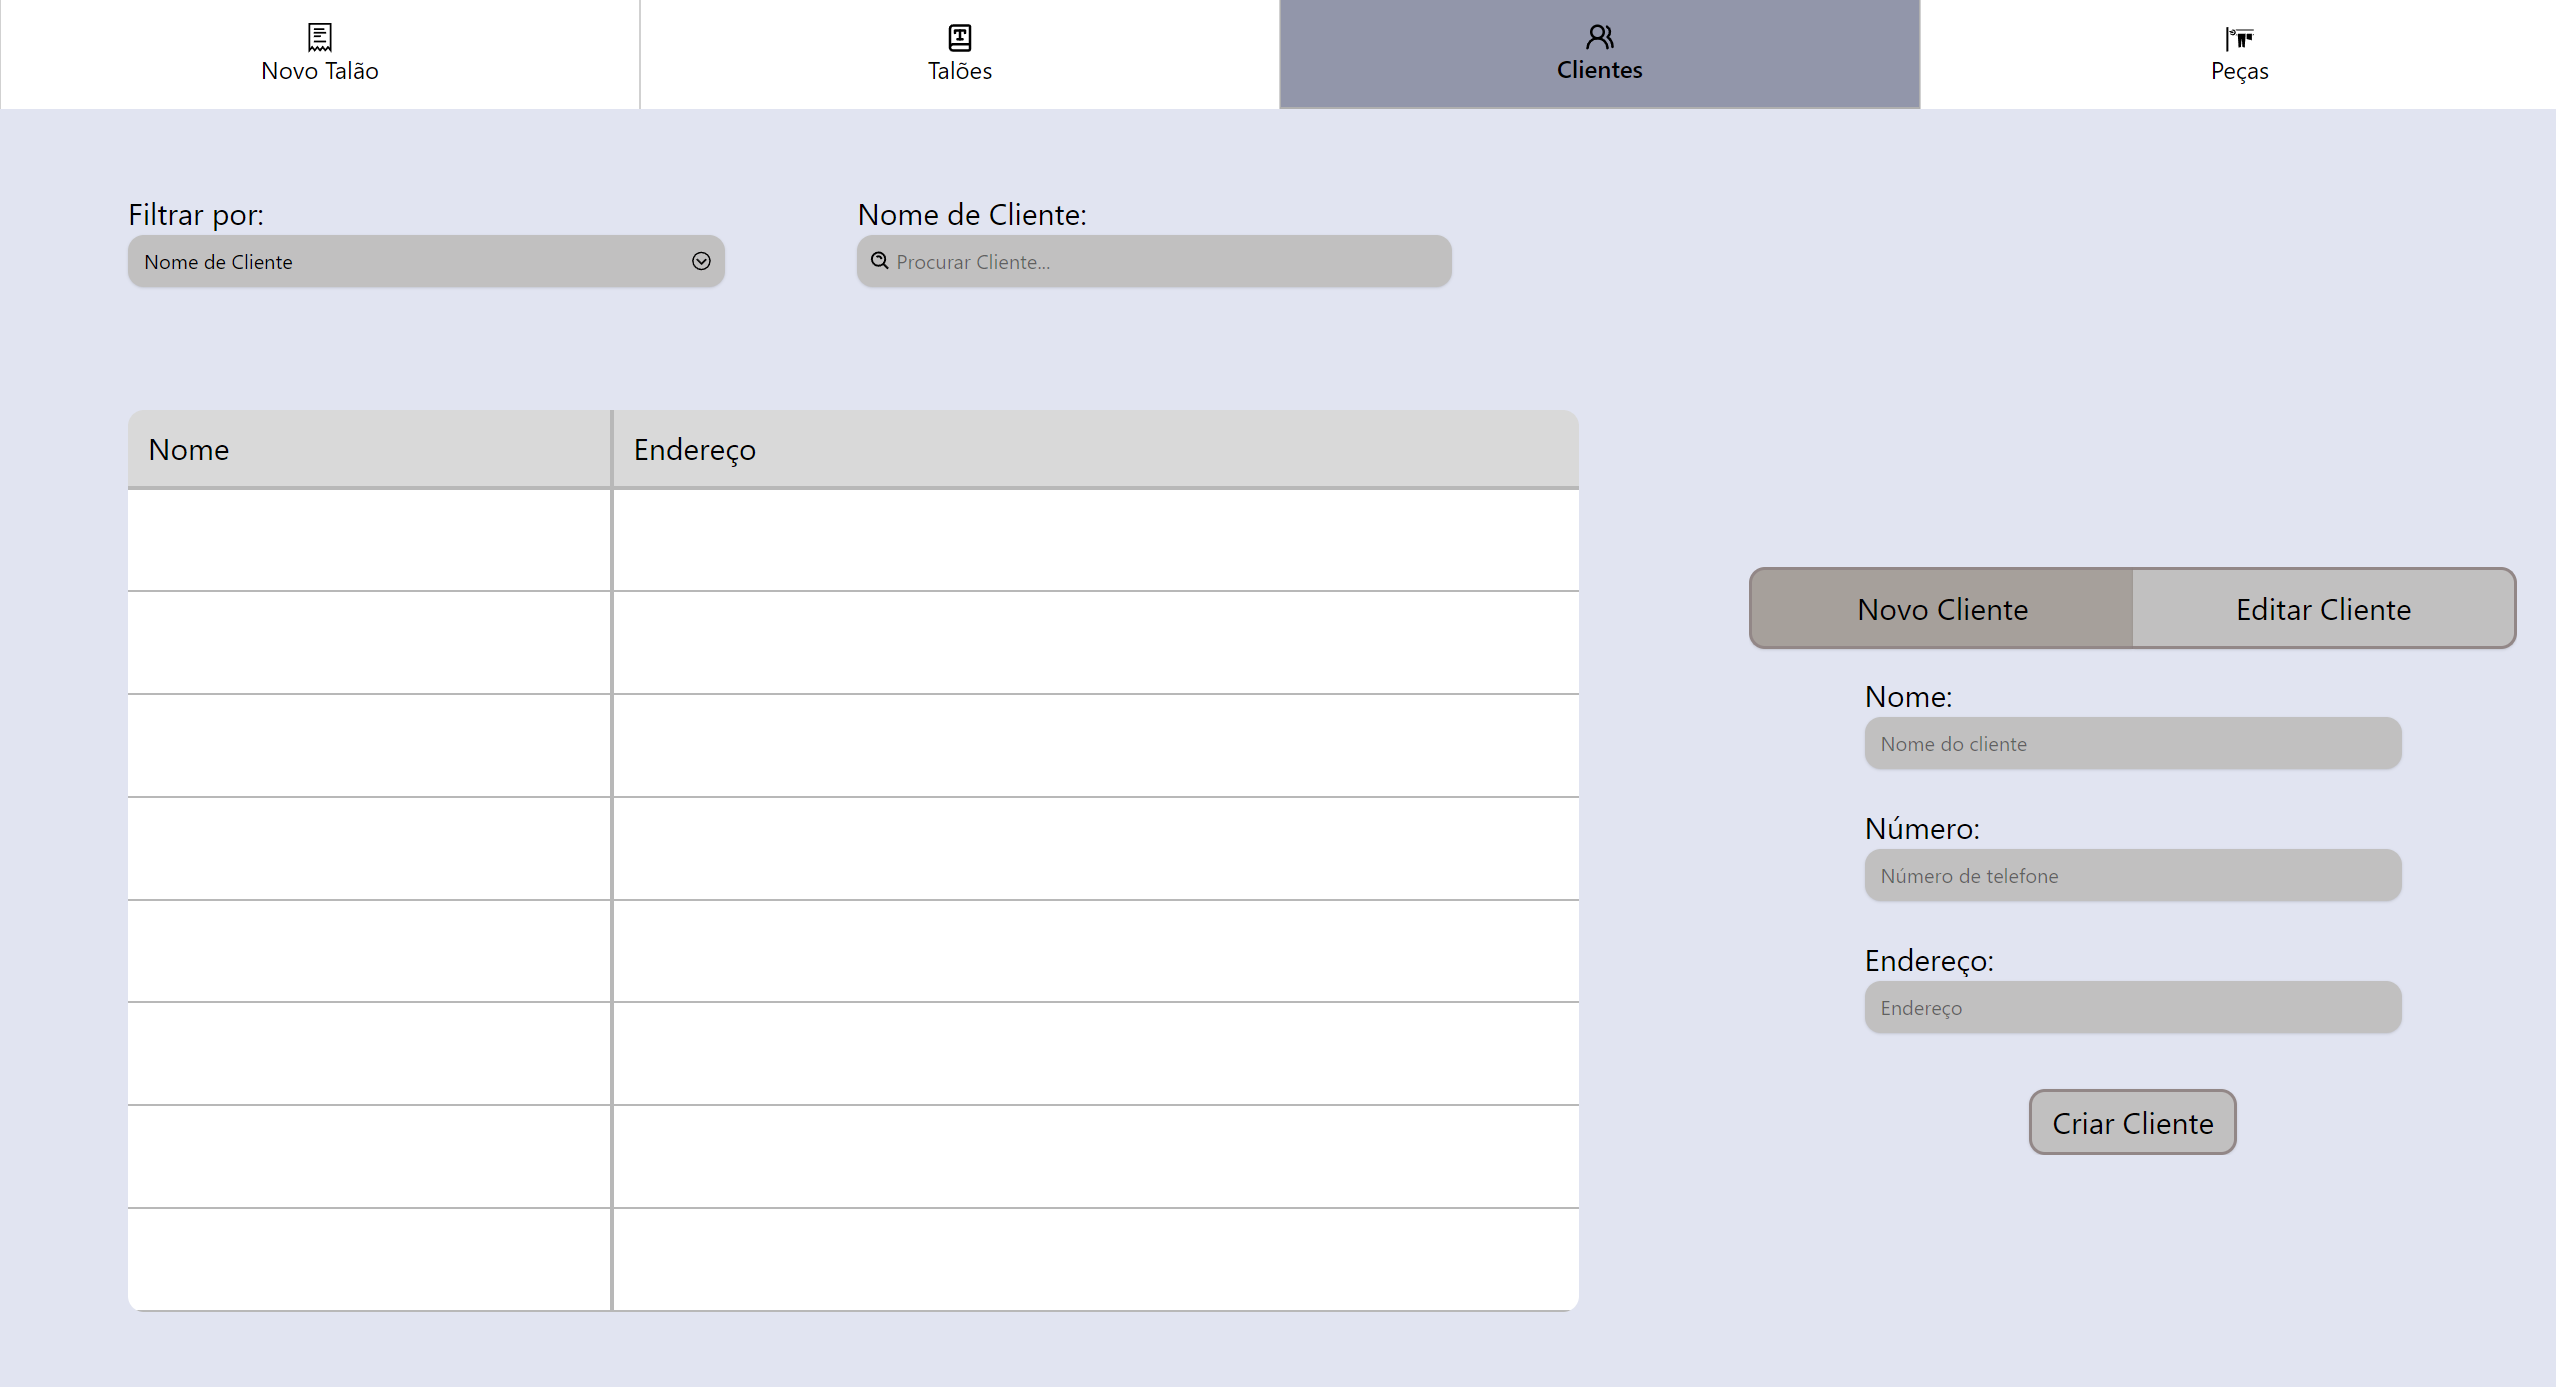 Novo Talão
Talões
Clientes
Peças
Filtrar por:
Nome de Cliente
Nome de Cliente:
Procurar Cliente...
Nome
Endereço
Novo Cliente
Editar Cliente
Nome:
Nome do cliente
Número:
Número de telefone
Endereço:
Endereço
Criar Cliente